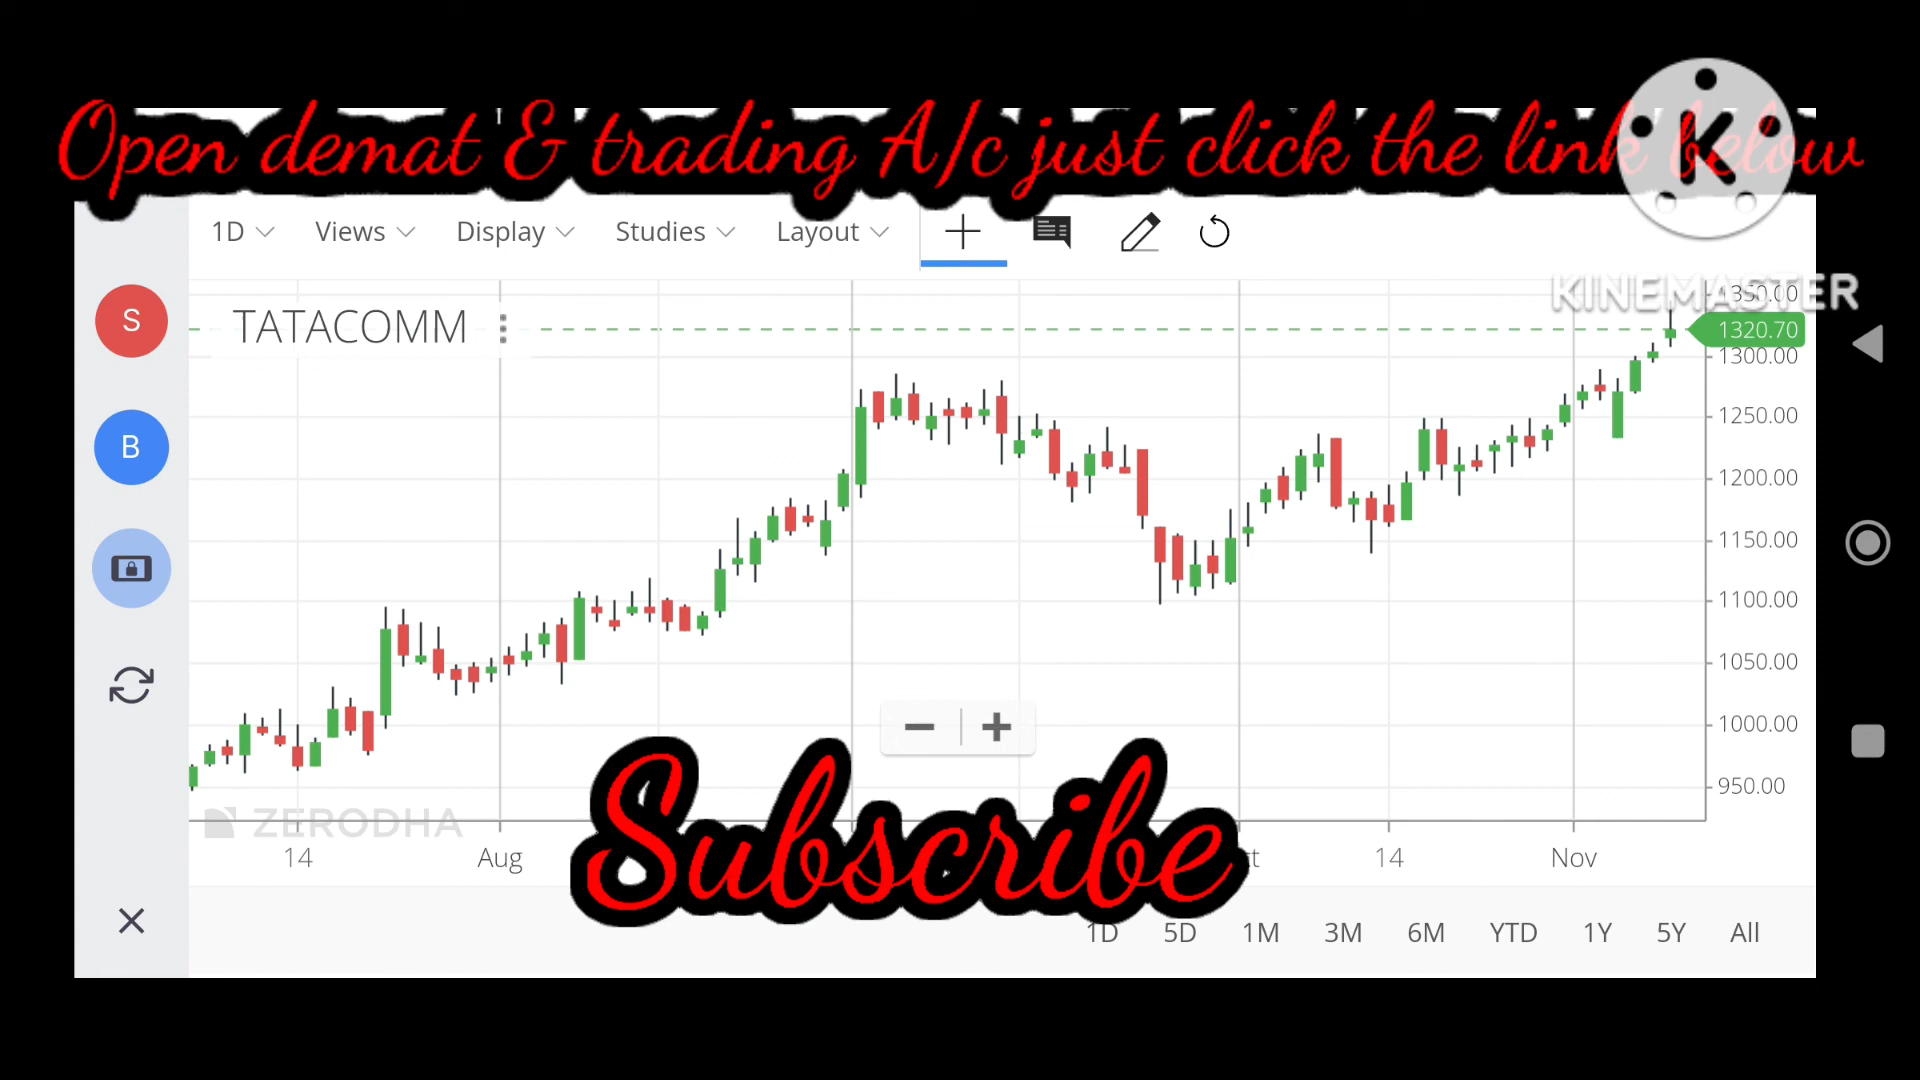 Open demat & trading A/c just click the link below
K
KINEMASTER
1D Views Display Studies Layout
S
TATACOMM
B
1350.00
1320.70
1300.00
1250.00
1200.00
1150.00
1100.00
1050.00
1000.00
950.00
ZERODHA
Subscribe
14 Aug 14 Nov
1D 5D 1M 3M 6M YTD 1Y 5Y All